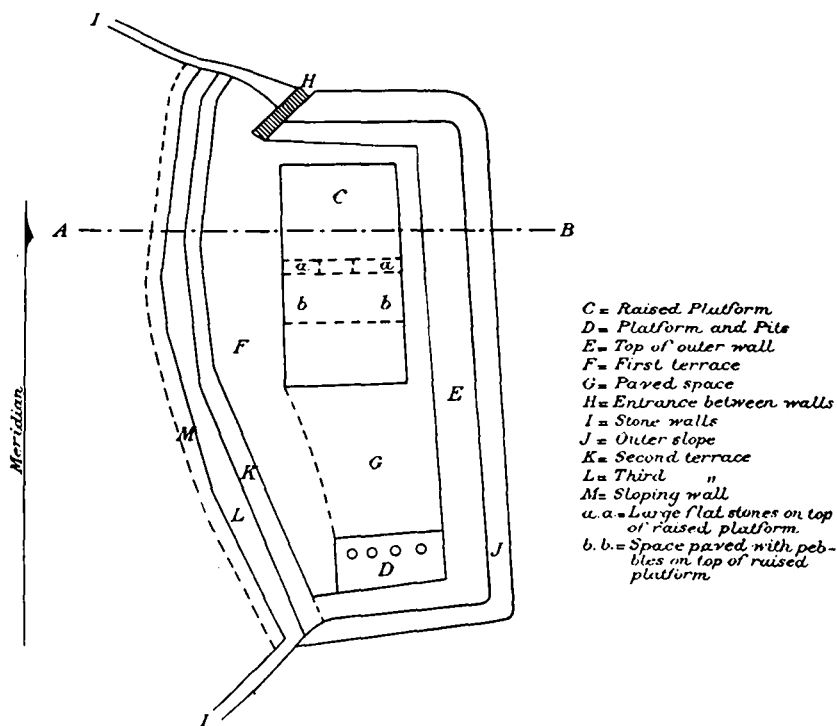 I
H
C
A
B
a
a
b
b
F
E
Meridian
M
K
G
L
D
J
I
C = Raised Platform
D = Platform and Pits
E = Top of outer wall
F = First terrace
G = Paved space
H = Entrance between walls
I = Stone walls
J = Outer slope
K = Second terrace
L = Third "
M = Sloping wall
a.a. = Large flat stones on top
of raised platform.
b.b. = Space paved with peb-
bles on top of raised
platform